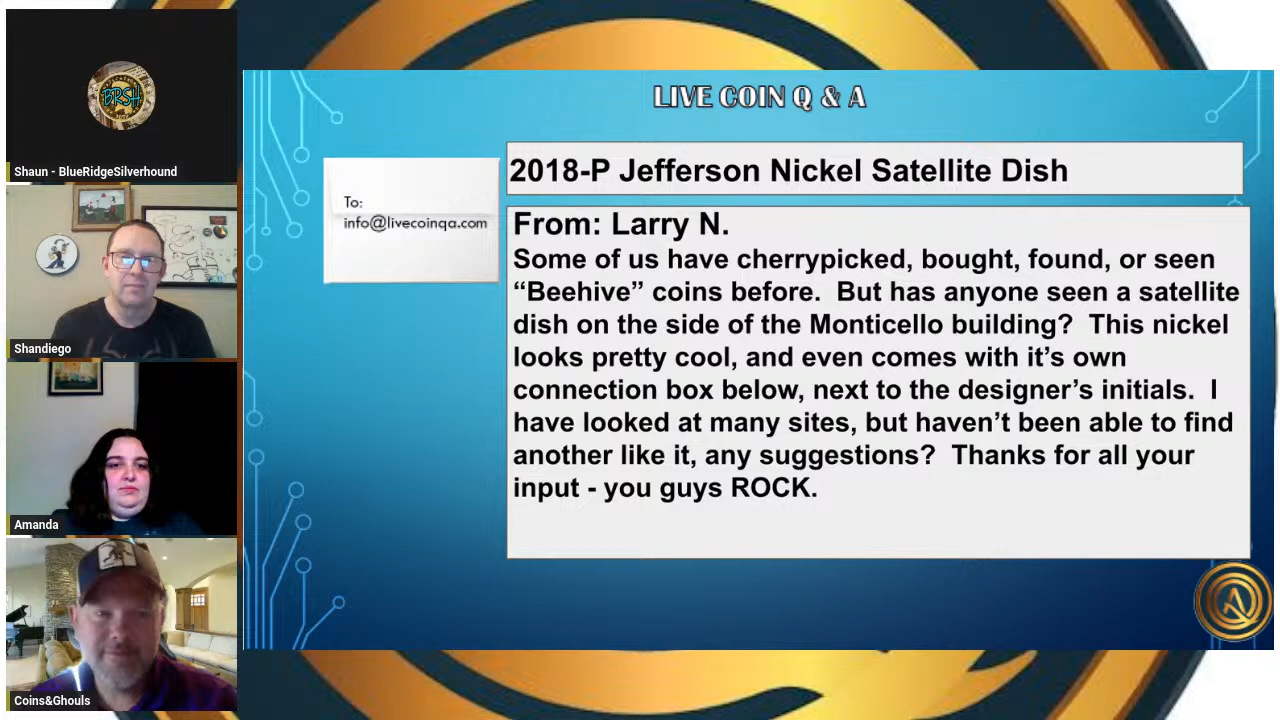 BRSH
Shaun - BlueRidgeSilverhound
Shandiego
Amanda
Coins&Ghouls
LIVE COIN Q & A
To:
info@livecoinqa.com
2018-P Jefferson Nickel Satellite Dish
From: Larry N.
Some of us have cherrypicked, bought, found, or seen
“Beehive” coins before. But has anyone seen a satellite
dish on the side of the Monticello building? This nickel
looks pretty cool, and even comes with it’s own
connection box below, next to the designer’s initials. I
have looked at many sites, but haven’t been able to find
another like it, any suggestions? Thanks for all your
input - you guys ROCK.